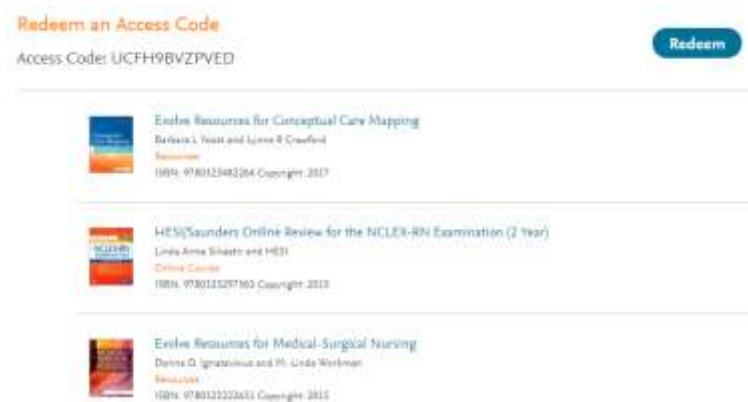 Redeem an Access Code
Redeem
Access Code: UCFH9BVZPVED
Evolve Resources for Conceptual Care Mapping
Barbara L Yoost and Lynne R Crawford
Resources
ISBN: Copyright: 2017
HESI/Saunders Online Review for the NCLEX-RN Examination (2 Year)
Linda Anne Silvestri and HESI
Online Course
ISBN: 9780323297363 Copyright: 2015
Evolve Resources for Medical-Surgical Nursing
Donna D. Ignatavicius and M. Linda Workman
Resources
ISBN: Copyright: 2015